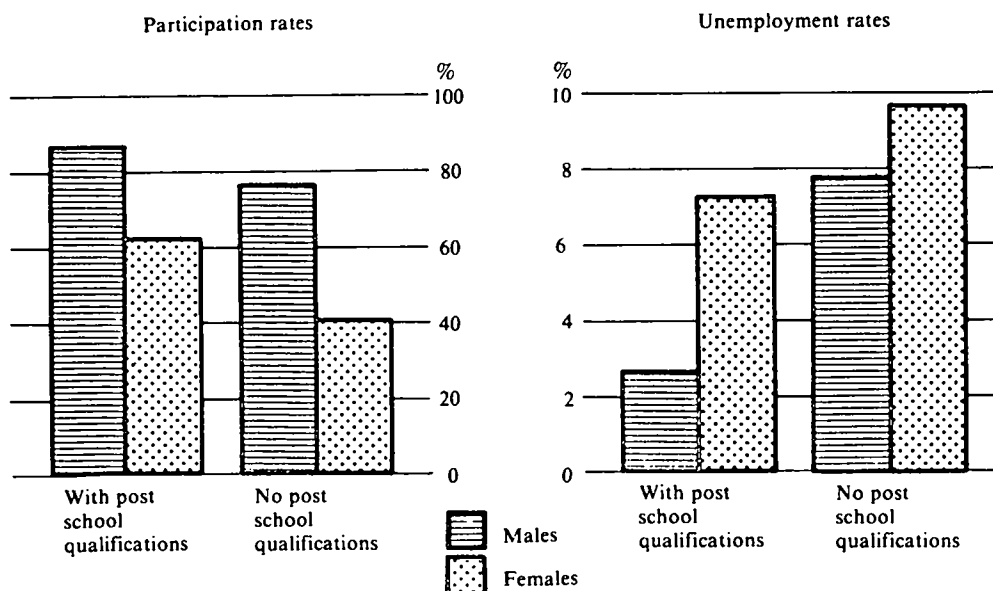 Participation rates
%
100
80
60
40
20
0
With post
school
qualifications
No post
school
qualifications
Unemployment rates
%
10
8
6
4
2
0
With post
school
qualifications
No post
school
qualifications
Males
Females